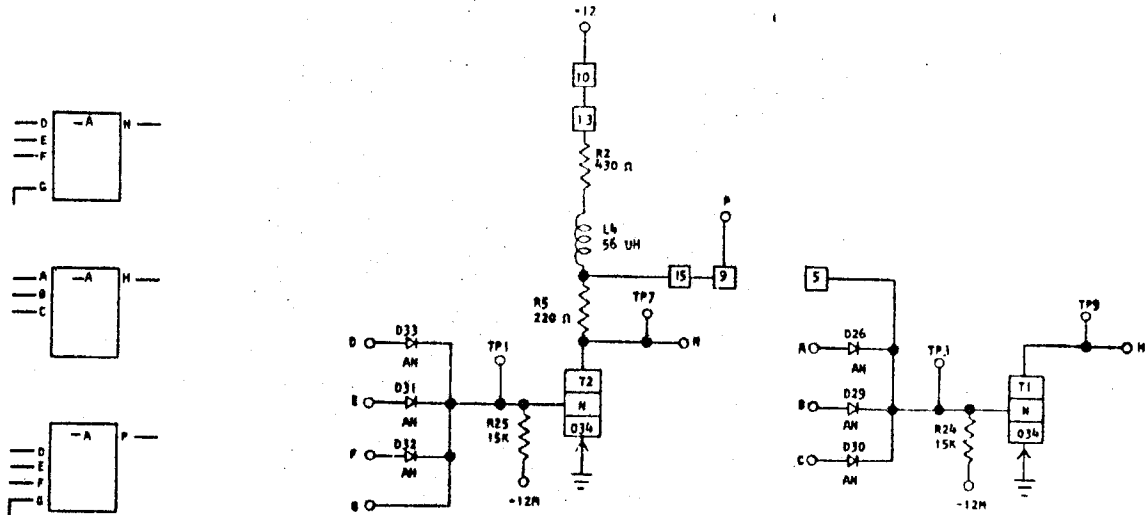 -12
10
13
R2
430 Ω
L4
56 UH
P
15
9
R5
220 Ω
TP7
N
D
D33
AN
TP1
E
D31
AN
F
D32
AN
G
R25
15K
-12M
T2
N
034
5
A
D26
AN
B
D29
AN
C
D30
AN
TP1
R24
15K
-12M
T1
N
034
TP9
H
D
E
F
G
-A
N
A
B
C
-A
H
D
E
F
G
-A
P